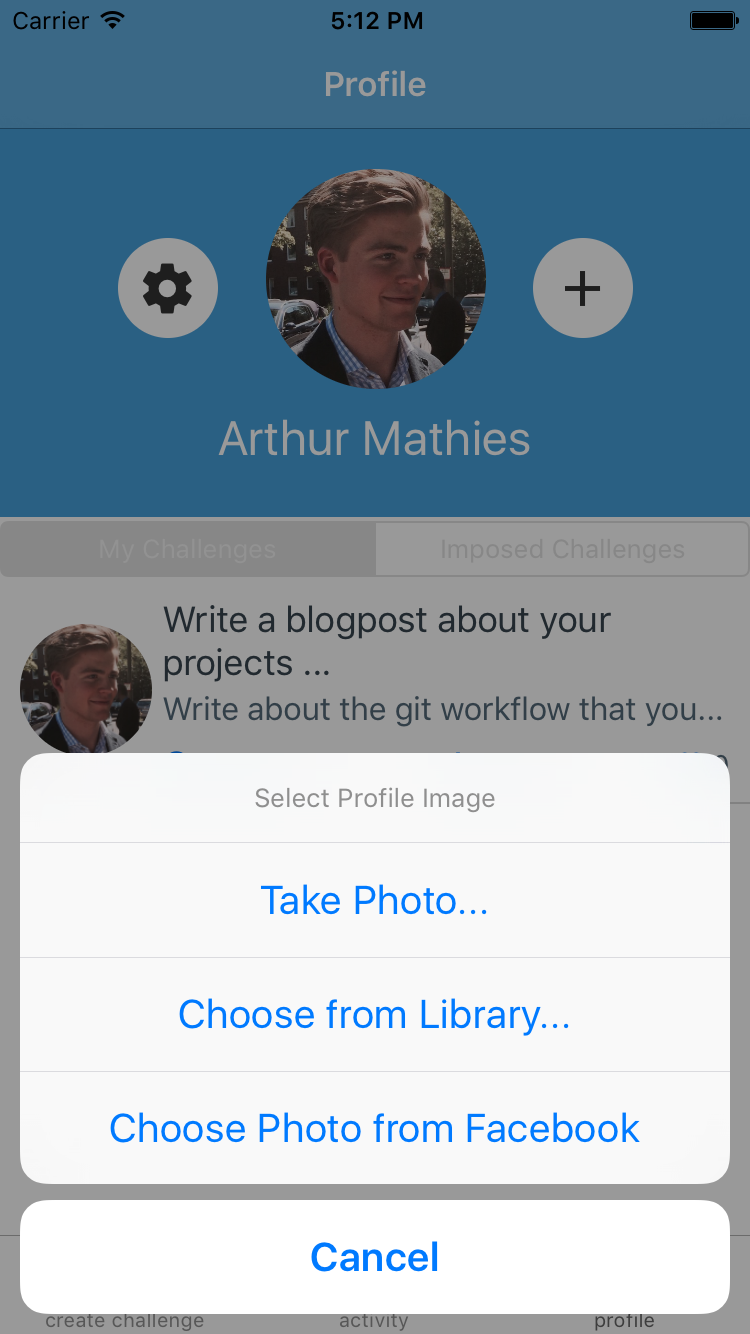 Carrier 5:12 PM
Profile
Arthur Mathies
My Challenges Imposed Challenges
Write a blogpost about your
projects ...
Write about the git workflow that you...
Select Profile Image
Take Photo...
Choose from Library...
Choose Photo from Facebook
Cancel
create challenge activity profile